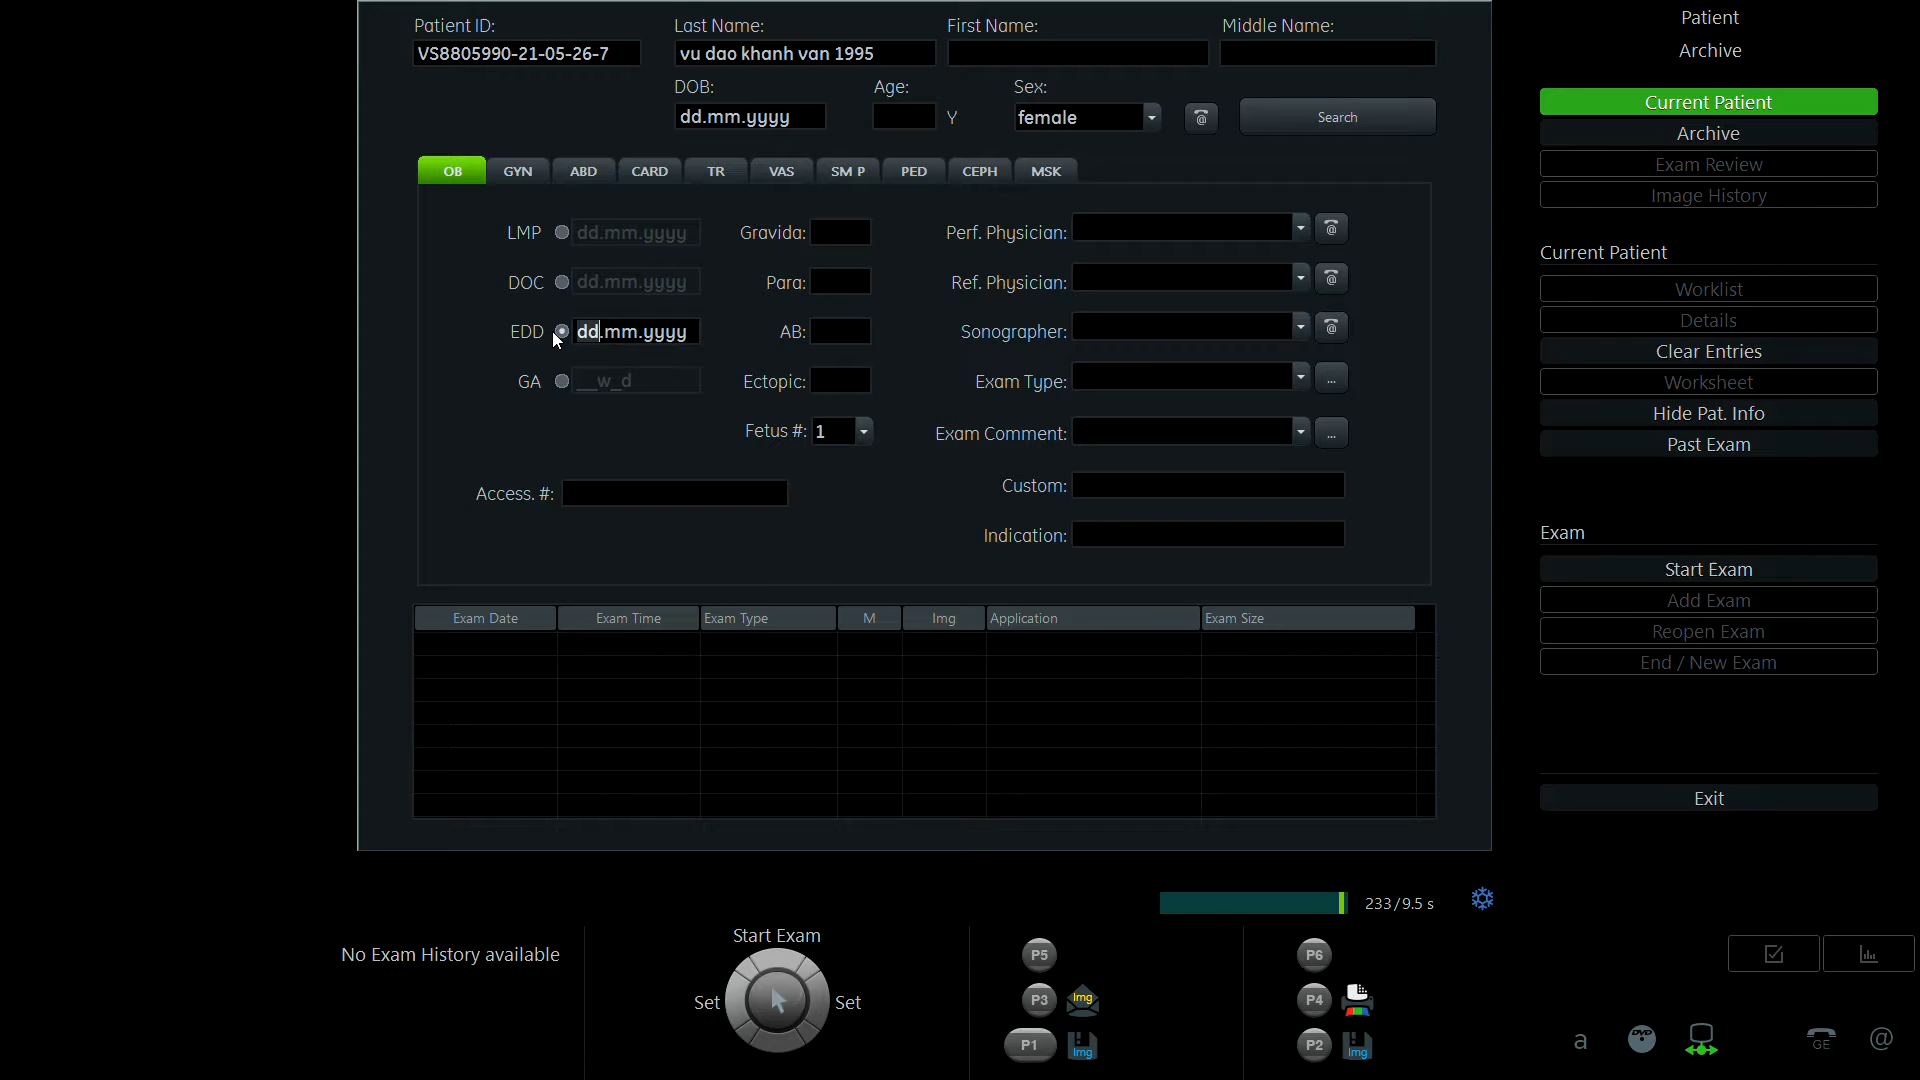 Patient ID: Last Name: First Name: Middle Name:
VS8805990-21-05-26-7 vu dao khanh van 1995
DOB: Age: Sex:
dd.mm.yyyy Y female @ Search
OB GYN ABD CARD TR VAS SM P PED CEPH MSK
LMP dd.mm.yyyy Gravida: Perf. Physician: @
DOC dd.mm.yyyy Para: Ref. Physician: @
EDD dd.mm.yyyy AB: Sonographer: @
GA __w_d Ectopic: Exam Type: ...
Fetus #: 1 Exam Comment: ...
Custom:
Access. #:
Indication:
Exam Date Exam Time Exam Type M Img Application Exam Size
233/9.5 s
No Exam History available
Start Exam
Set Set
P5
P3 Img
P1 Img
P6
P4
P2 Img
Patient
Archive
Current Patient
Archive
Exam Review
Image History
Current Patient
Worklist
Details
Clear Entries
Worksheet
Hide Pat. Info
Past Exam
Exam
Start Exam
Add Exam
Reopen Exam
End / New Exam
Exit
a DVD GE @